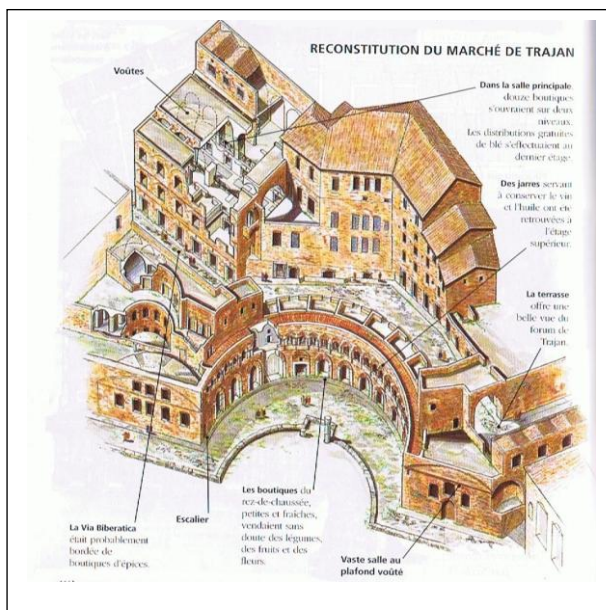 RECONSTITUTION DU MARCHÉ DE TRAJAN
Voûtes
Dans la salle principale,
douze boutiques
s'ouvraient sur deux
niveaux.
Les distributions gratuites
de blé s'effectuaient au
dernier étage.
Des jarres servant
à conserver le vin
et l'huile ont été
retrouvées à
l'étage
supérieur.
La terrasse
offre une
belle vue du
forum de
Trajan.
La Via Biberatica
était probablement
bordée de
boutiques d'épices.
Escalier
Les boutiques du
rez-de-chaussée,
petites et fraîches,
vendaient sans
doute des légumes,
des fruits et des
fleurs.
Vaste salle au
plafond voûté